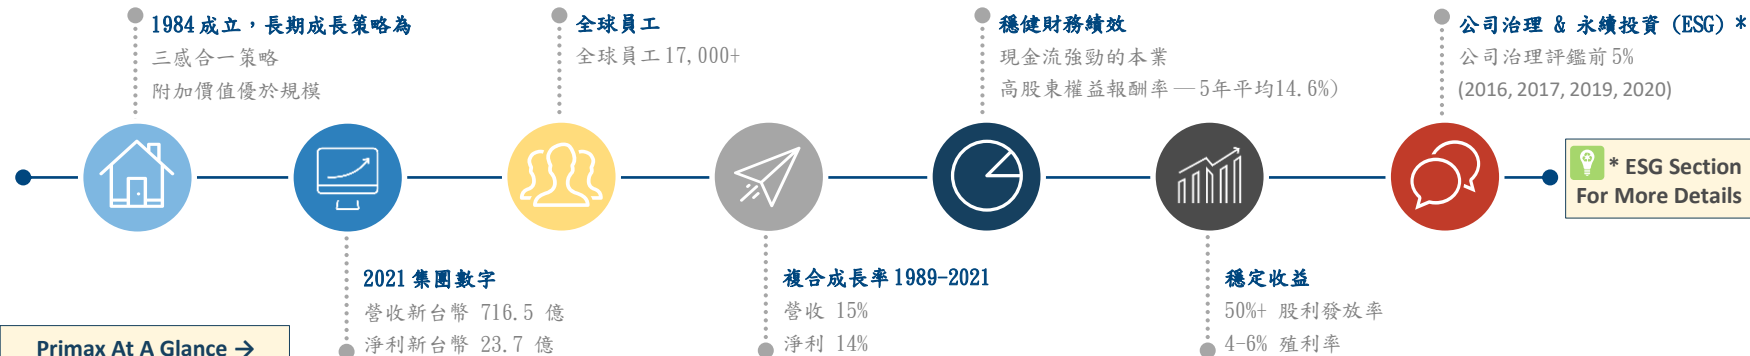 1984 成立，長期成長策略為
三感合一策略
附加價值優於規模
全球員工
全球員工 17,000+
穩健財務績效
現金流強勁的本業
高股東權益報酬率 — 5年平均14.6%)
公司治理 & 永續投資 (ESG) *
公司治理評鑑前 5%
(2016, 2017, 2019, 2020)
* ESG Section
For More Details
2021 集團數字
營收新台幣 716.5 億
淨利新台幣 23.7 億
複合成長率 1989-2021
營收 15%
淨利 14%
穩定收益
50%+ 股利發放率
4-6% 殖利率
Primax At A Glance →